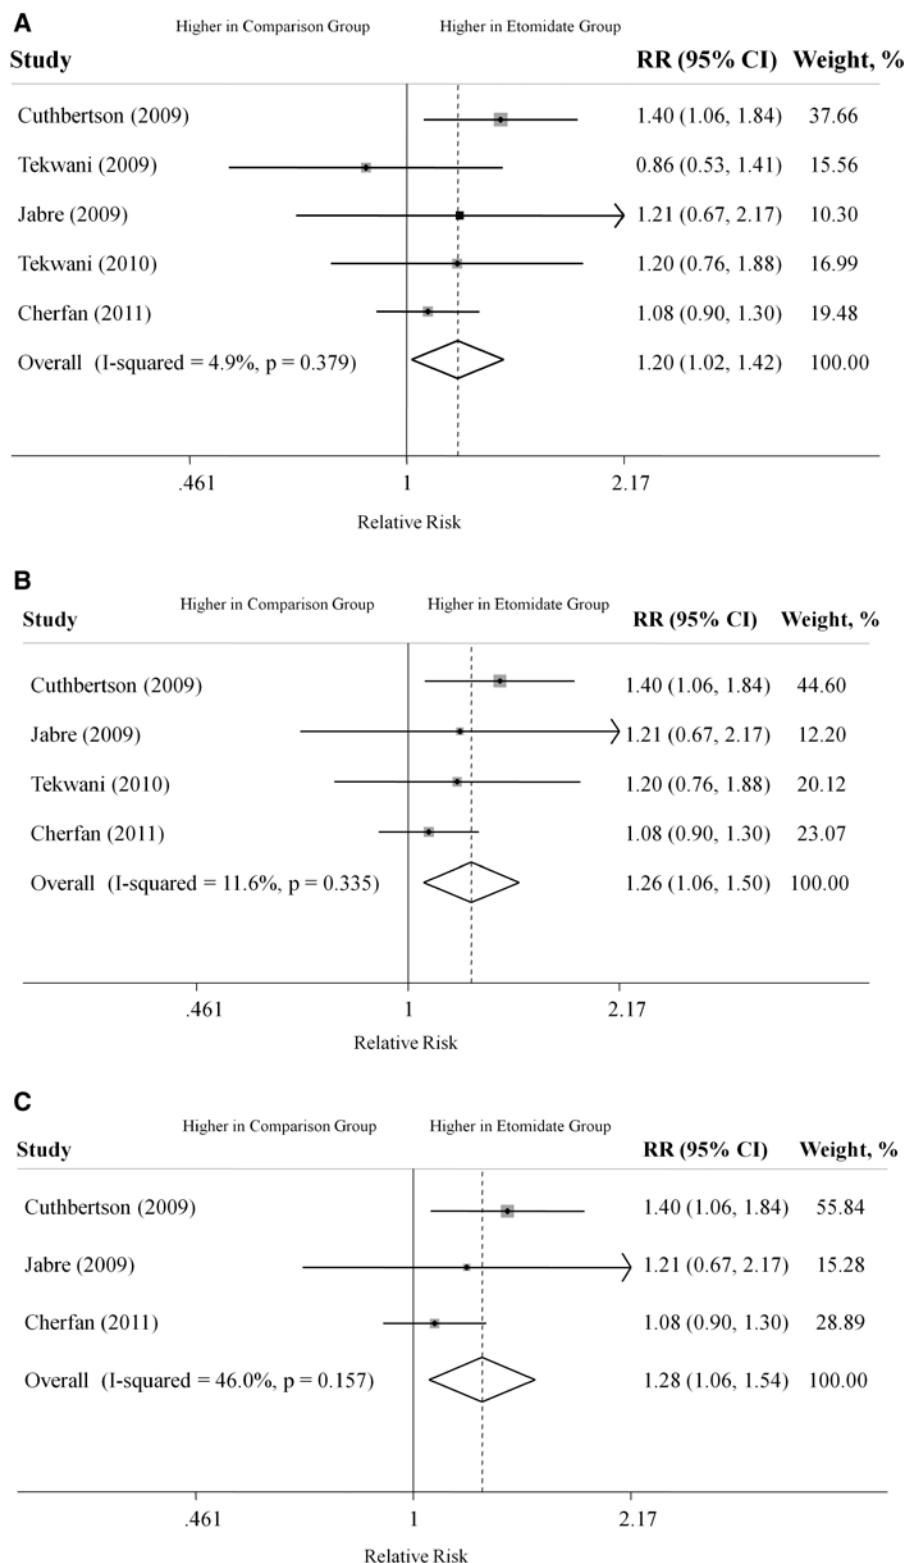 A
Higher in Comparison Group Higher in Etomidate Group
Study RR (95% CI) Weight, %
Cuthbertson (2009) 1.40 (1.06, 1.84) 37.66
Tekwani (2009) 0.86 (0.53, 1.41) 15.56
Jabre (2009) 1.21 (0.67, 2.17) 10.30
Tekwani (2010) 1.20 (0.76, 1.88) 16.99
Cherfan (2011) 1.08 (0.90, 1.30) 19.48
Overall (I-squared = 4.9%, p = 0.379) 1.20 (1.02, 1.42) 100.00
.461 1 2.17
Relative Risk
B
Higher in Comparison Group Higher in Etomidate Group
Study RR (95% CI) Weight, %
Cuthbertson (2009) 1.40 (1.06, 1.84) 44.60
Jabre (2009) 1.21 (0.67, 2.17) 12.20
Tekwani (2010) 1.20 (0.76, 1.88) 20.12
Cherfan (2011) 1.08 (0.90, 1.30) 23.07
Overall (I-squared = 11.6%, p = 0.335) 1.26 (1.06, 1.50) 100.00
.461 1 2.17
Relative Risk
C
Higher in Comparison Group Higher in Etomidate Group
Study RR (95% CI) Weight, %
Cuthbertson (2009) 1.40 (1.06, 1.84) 55.84
Jabre (2009) 1.21 (0.67, 2.17) 15.28
Cherfan (2011) 1.08 (0.90, 1.30) 28.89
Overall (I-squared = 46.0%, p = 0.157) 1.28 (1.06, 1.54) 100.00
.461 1 2.17
Relative Risk